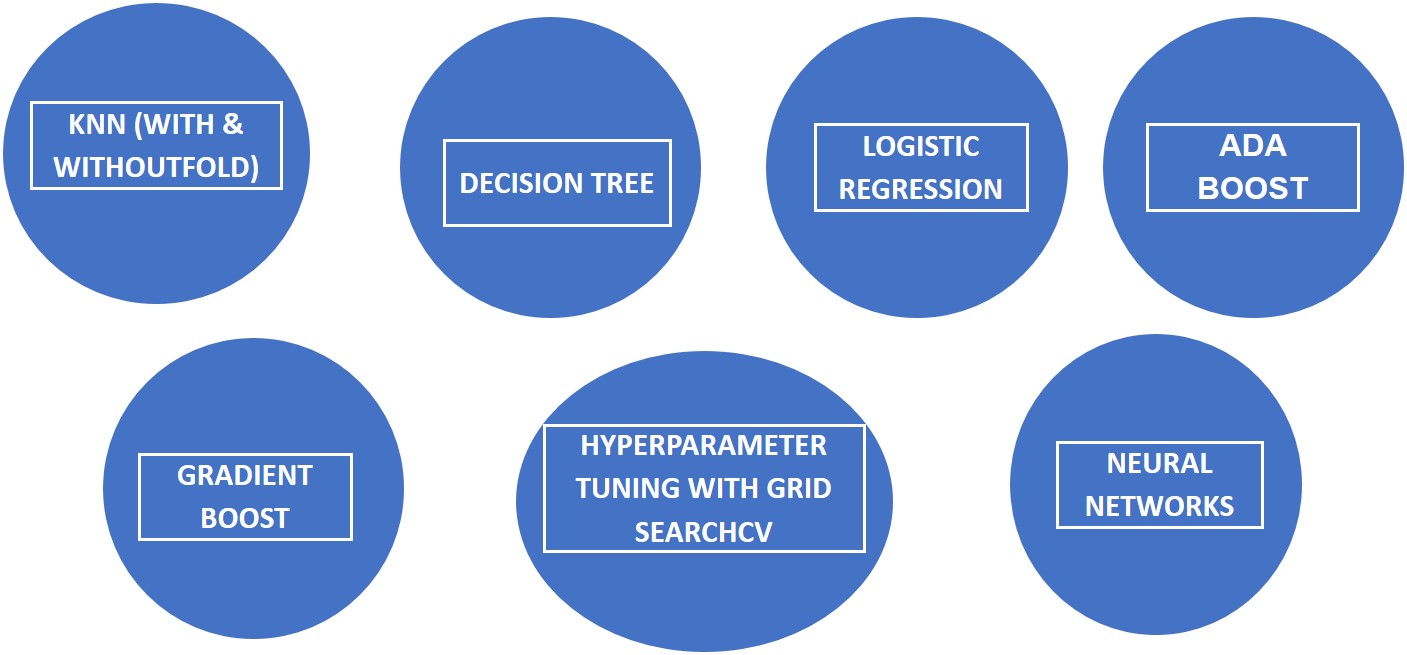 KNN (WITH &
WITHOUTFOLD)
DECISION TREE
LOGISTIC
REGRESSION
ADA
BOOST
GRADIENT
BOOST
HYPERPARAMETER
TUNING WITH GRID
SEARCHCV
NEURAL
NETWORKS